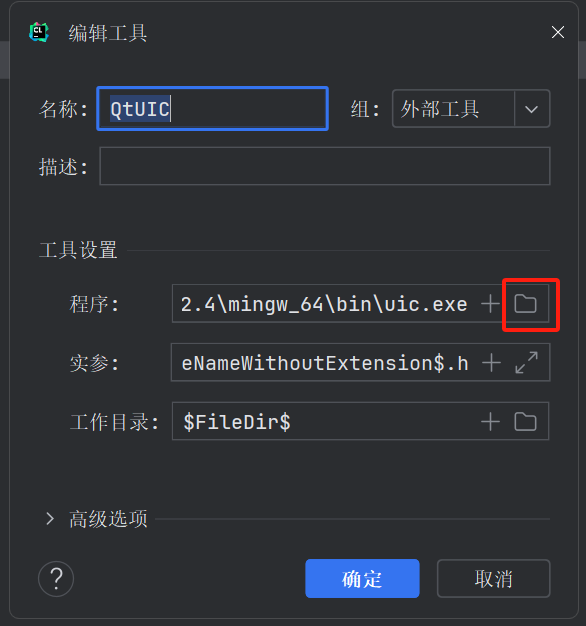 CL
编辑工具
名称: QtUIC 组: 外部工具
描述:
工具设置
程序: 2.4\mingw_64\bin\uic.exe
实参: eNameWithoutExtension$.h
工作目录: $FileDir$
高级选项
? 确定 取消